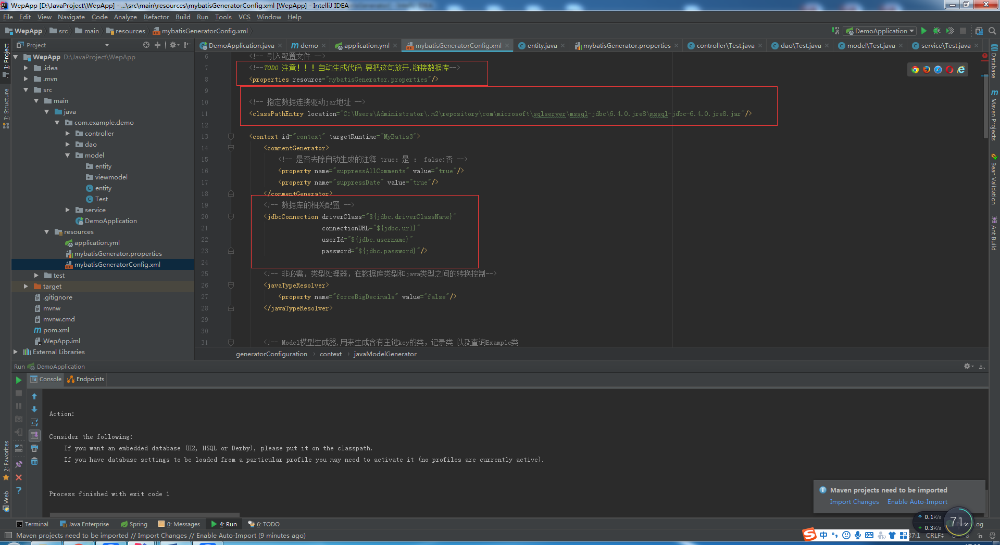 WepApp [D:\JavaProject\WepApp] - ...\src\main\resources\mybatisGeneratorConfig.xml [WepApp] - IntelliJ IDEA
File Edit View Navigate Code Analyze Refactor Build Run Tools VCS Window Help
WepApp src main resources mybatisGeneratorConfig.xml
DemoApplication
Project
DemoApplication.java demo application.yml mybatisGeneratorConfig.xml entity.java mybatisGenerator.properties controller\Test.java dao\Test.java model\Test.java service\Test.java
1: Project
7: Structure
2: Favorites
Web
WepApp D:\JavaProject\WepApp
.idea
.mvn
src
main
java
com.example.demo
controller
dao
model
entity
viewmodel
entity
Test
service
DemoApplication
resources
application.yml
mybatisGenerator.properties
mybatisGeneratorConfig.xml
test
target
.gitignore
mvnw
mvnw.cmd
pom.xml
WepApp.iml
External Libraries
6 <!-- 引入配置文件 -->
7 <!--TODO 注意！！！自动生成代码 要把这句放开,链接数据库-->
8 <properties resource="mybatisGenerator.properties"/>
9
10 <!-- 指定数据连接驱动jar地址 -->
11 <classPathEntry location="C:\Users\Administrator\.m2\repository\com\microsoft\sqlserver\mssql-jdbc\6.4.0.jre8\mssql-jdbc-6.4.0.jre8.jar"/>
12
13 <context id="context" targetRuntime="MyBatis3">
14 <commentGenerator>
15 <!-- 是否去除自动生成的注释 true：是 ： false:否 -->
16 <property name="suppressAllComments" value="true"/>
17 <property name="suppressDate" value="true"/>
18 </commentGenerator>
19 <!-- 数据库的相关配置 -->
20 <jdbcConnection driverClass="${jdbc.driverClassName}"
21 connectionURL="${jdbc.url}"
22 userId="${jdbc.username}"
23 password="${jdbc.password}"/>
24
25 <!-- 非必需，类型处理器，在数据库类型和java类型之间的转换控制-->
26 <javaTypeResolver>
27 <property name="forceBigDecimals" value="false"/>
28 </javaTypeResolver>
29
30
31 <!-- Model模型生成器,用来生成含有主键key的类，记录类 以及查询Example类
generatorConfiguration context javaModelGenerator
Database
Maven Projects
Bean Validation
Ant Build
Run DemoApplication
Console Endpoints
Action:
Consider the following:
If you want an embedded database (H2, HSQL or Derby), please put it on the classpath.
If you have database settings to be loaded from a particular profile you may need to activate it (no profiles are currently active).
Process finished with exit code 1
Maven projects need to be imported
Import Changes Enable Auto-Import
0.1K/s
0.3K/s
71%
Terminal Java Enterprise Spring 0: Messages 4: Run 6: TODO
Log
Maven projects need to be imported // Import Changes // Enable Auto-Import (9 minutes ago)
中
37:1 CRLF